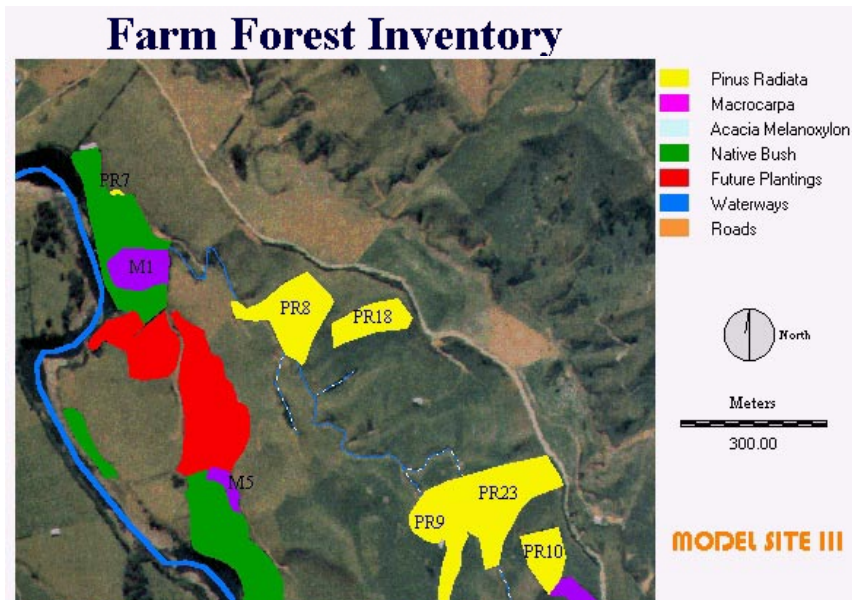 Farm Forest Inventory
Pinus Radiata
Macrocarpa
Acacia Melanoxylon
Native Bush
Future Plantings
Waterways
Roads
PR7
M1
PR8
PR18
M5
PR23
PR9
PR10
North
Meters
300.00
MODEL SITE III